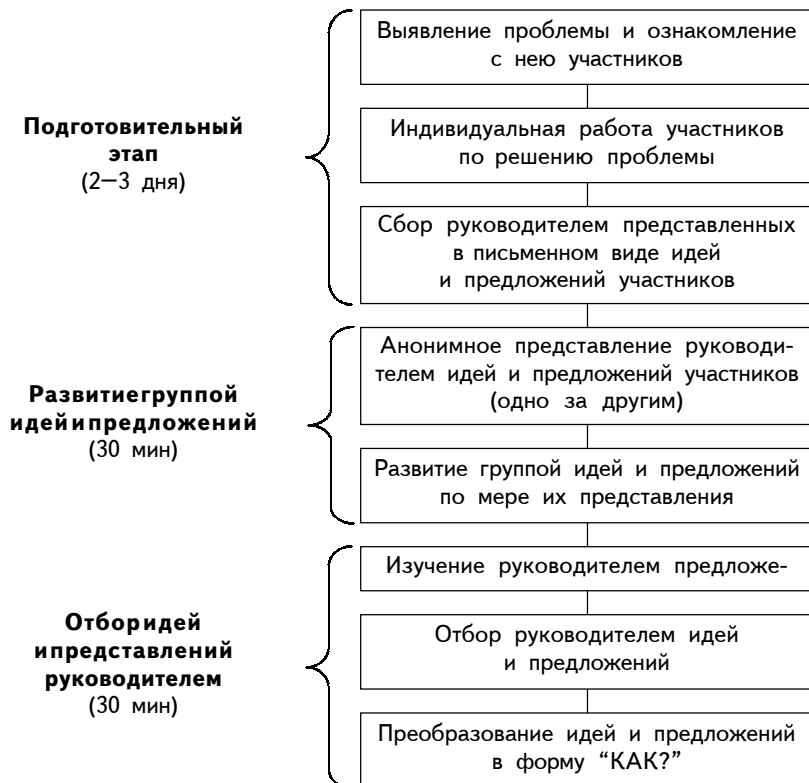 Выявление проблемы и ознакомление
с нею участников
Подготовительный
этап
(2—3 дня)
Индивидуальная работа участников
по решению проблемы
Сбор руководителем представленных
в письменном виде идей
и предложений участников
Анонимное представление руководи-
телем идей и предложений участников
(одно за другим)
Развитиегруппой
идейипредложений
(30 мин)
Развитие группой идей и предложений
по мере их представления
Изучение руководителем предложе-
Отборидей
ипредставлений
руководителем
(30 мин)
Отбор руководителем идей
и предложений
Преобразование идей и предложений
в форму “КАК?”